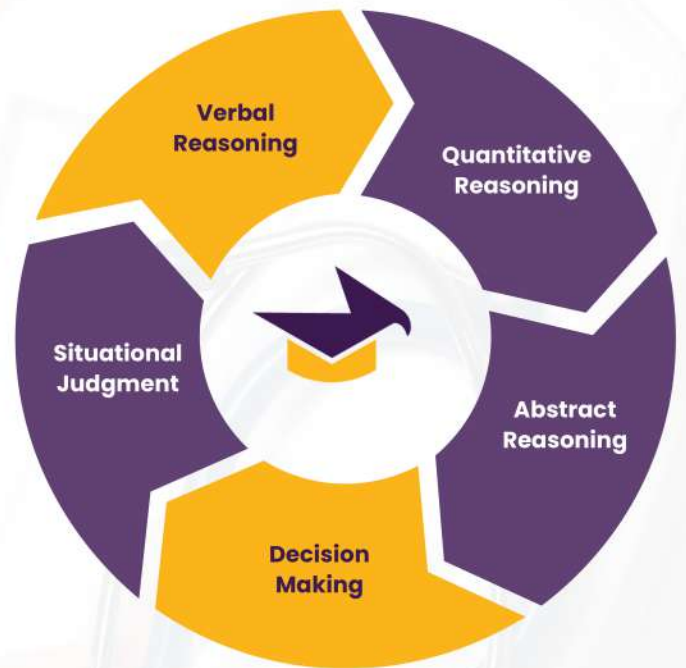 Verbal
Reasoning
Quantitative
Reasoning
Abstract
Reasoning
Decision
Making
Situational
Judgment